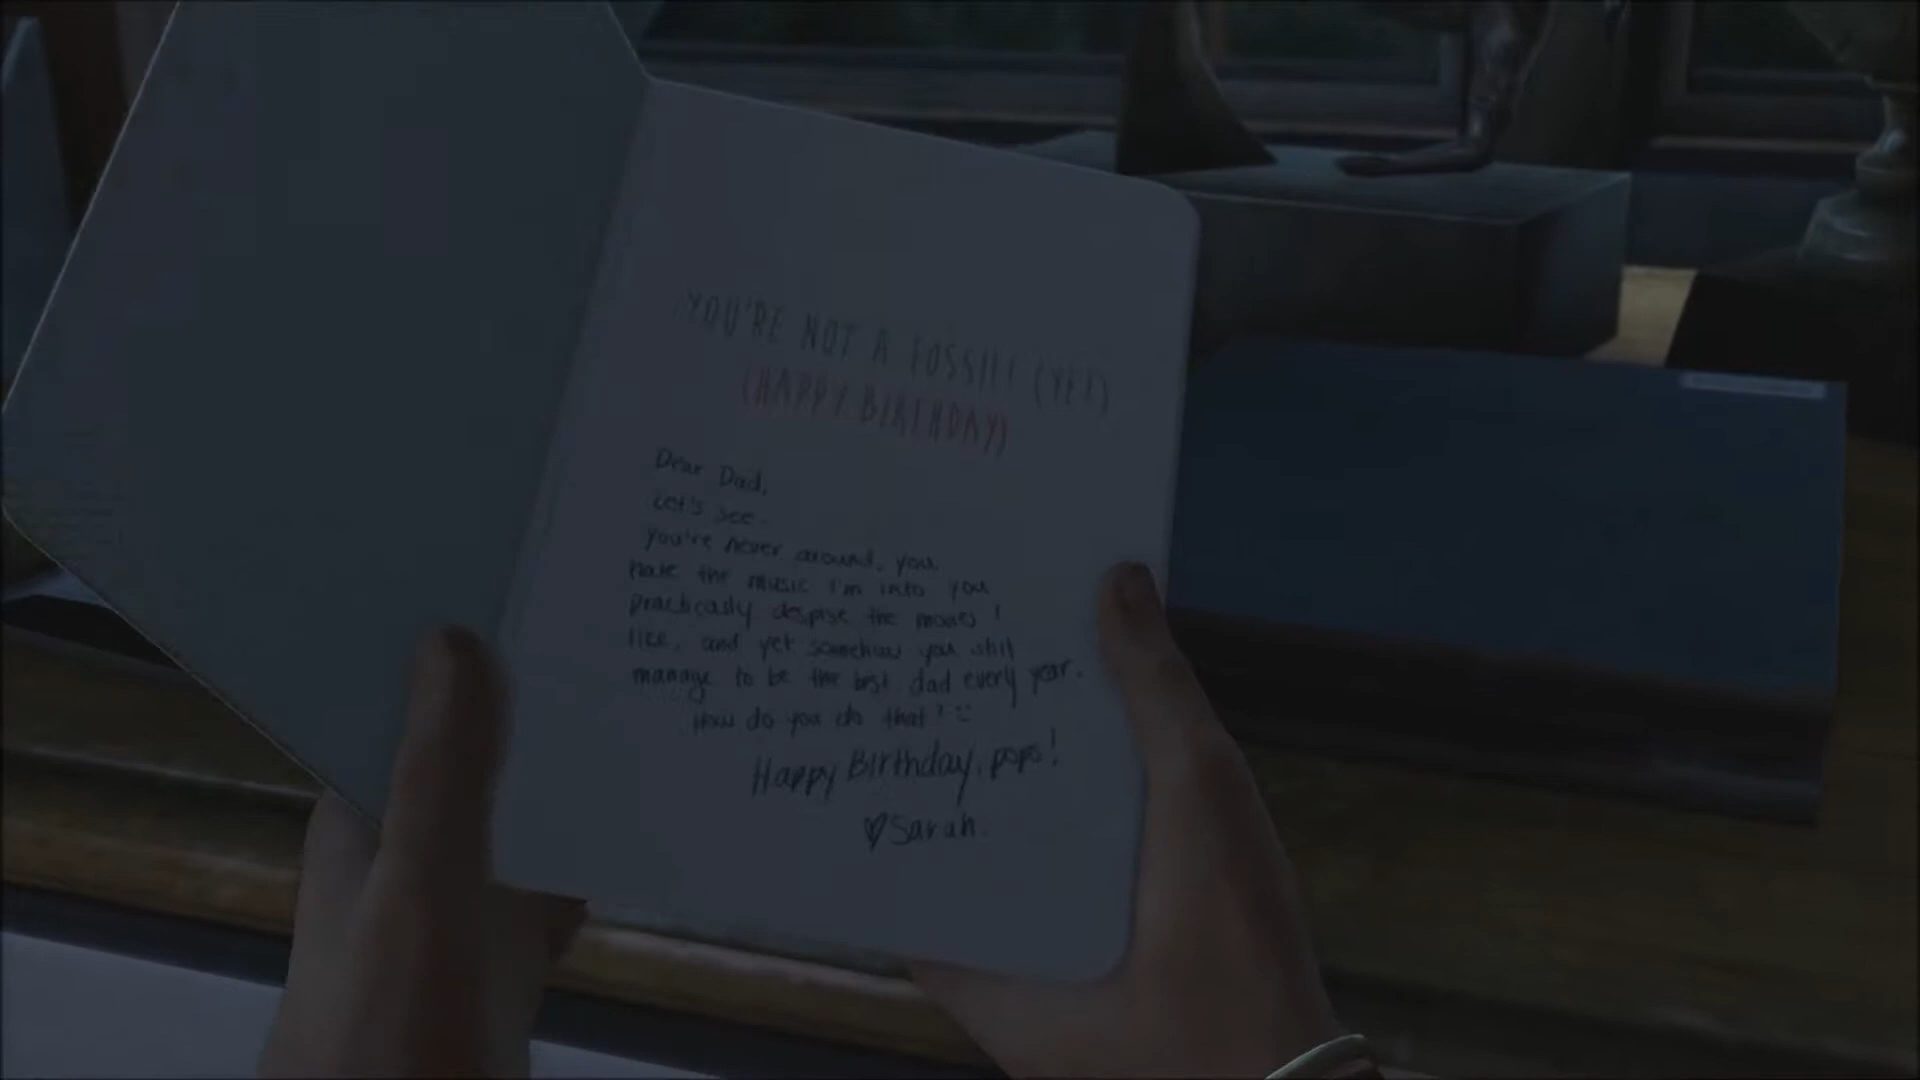 YOU'RE NOT A FOSSIL! (YET)
(HAPPY BIRTHDAY)
Dear Dad,
Let's see.
you're never around, you
hate the music I'm into you
practically despise the movies I
like, and yet somehow you still
manage to be the best dad every year.
How do you do that? :)
Happy Birthday, pops!
♡Sarah.